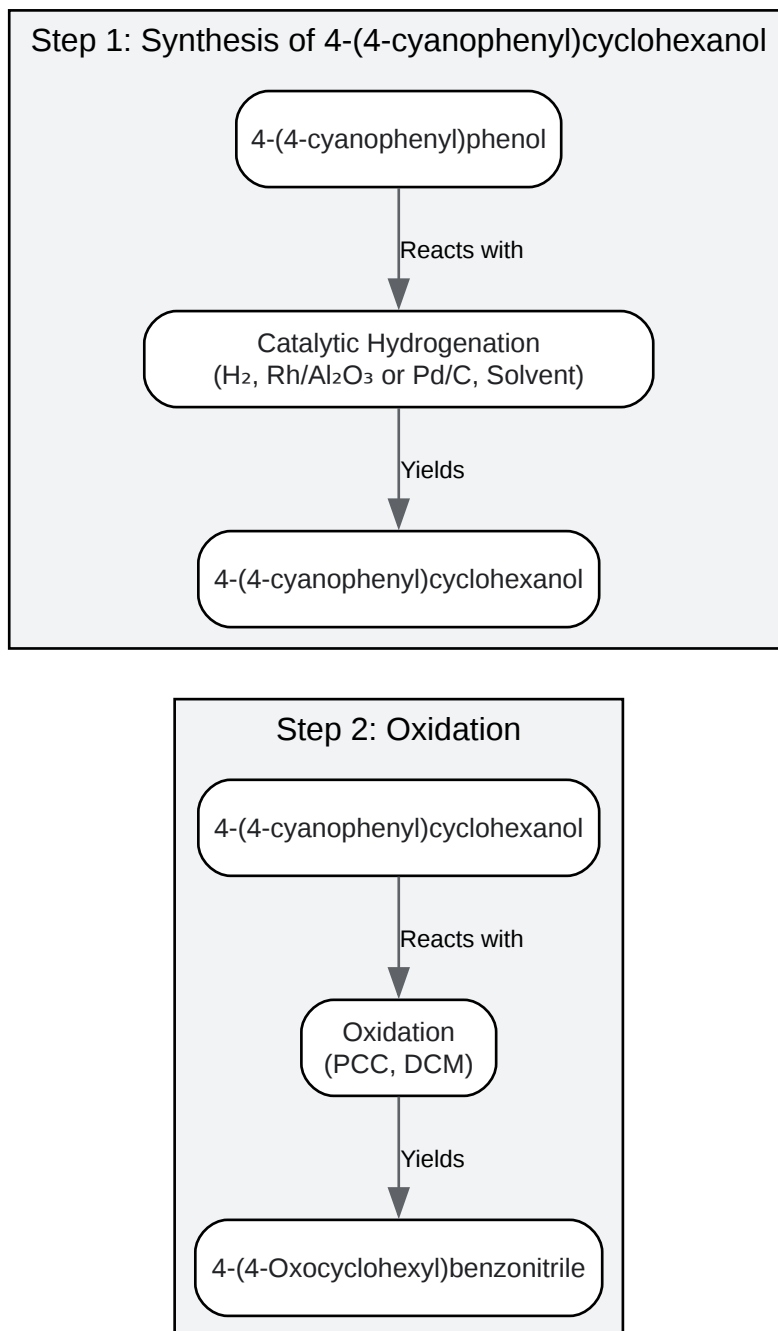 Step 1: Synthesis of 4-(4-cyanophenyl)cyclohexanol
4-(4-cyanophenyl)phenol
Reacts with
Catalytic Hydrogenation
(H₂, Rh/Al₂O₃ or Pd/C, Solvent)
Yields
4-(4-cyanophenyl)cyclohexanol
Step 2: Oxidation
4-(4-cyanophenyl)cyclohexanol
Reacts with
Oxidation
(PCC, DCM)
Yields
4-(4-Oxocyclohexyl)benzonitrile